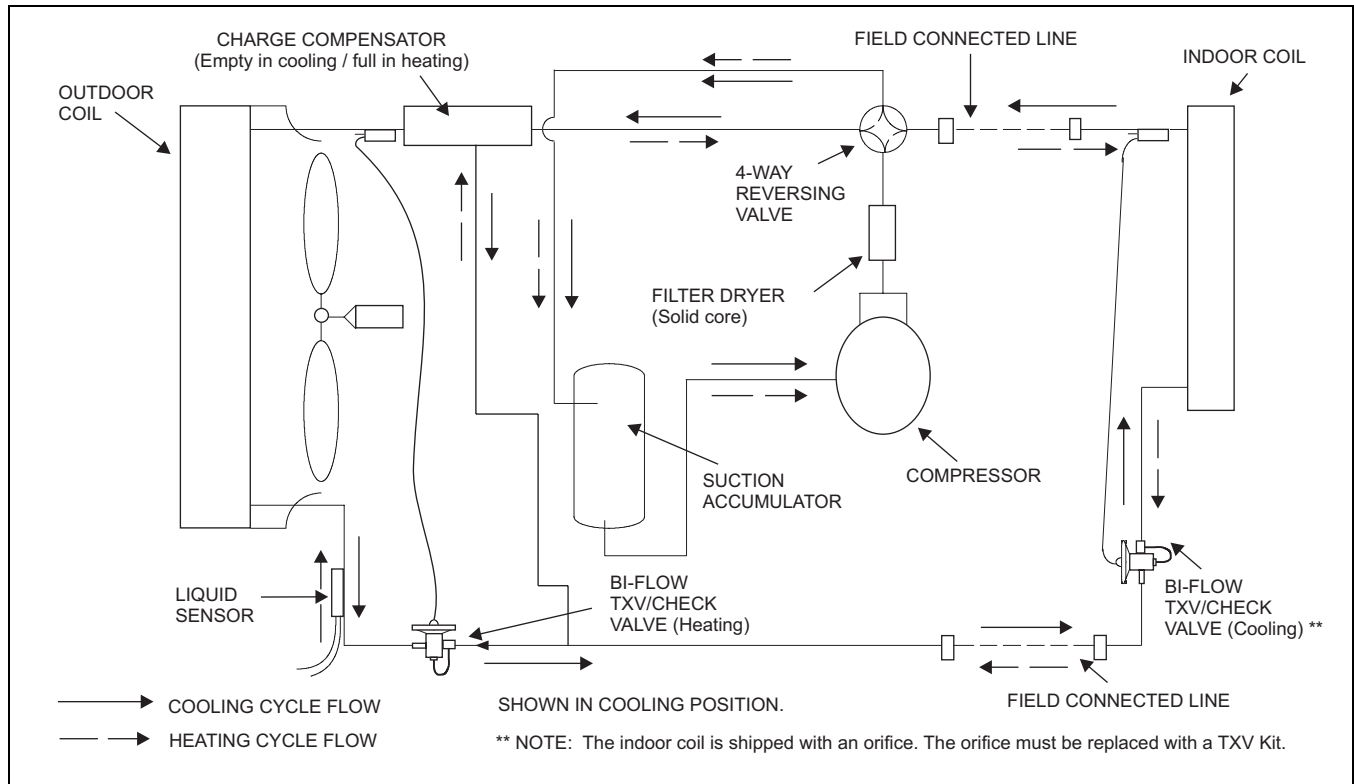 CHARGE COMPENSATOR
(Empty in cooling / full in heating)
FIELD CONNECTED LINE
INDOOR COIL
OUTDOOR
COIL
4-WAY
REVERSING
VALVE
FILTER DRYER
(Solid core)
SUCTION
ACCUMULATOR
COMPRESSOR
LIQUID
SENSOR
BI-FLOW
TXV/CHECK
VALVE (Heating)
BI-FLOW
TXV/CHECK
VALVE (Cooling) **
FIELD CONNECTED LINE
COOLING CYCLE FLOW
HEATING CYCLE FLOW
SHOWN IN COOLING POSITION.
** NOTE: The indoor coil is shipped with an orifice. The orifice must be replaced with a TXV Kit.